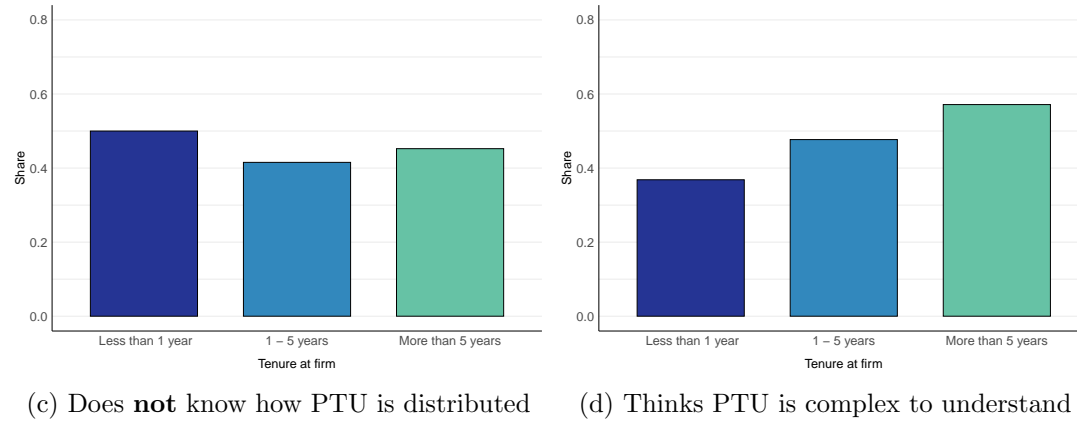 0.8
0.6
0.4
0.2
0.0
Share
Less than 1 year
1 − 5 years
More than 5 years
Tenure at firm
(c) Does not know how PTU is distributed
0.8
0.6
0.4
0.2
0.0
Share
Less than 1 year
1 − 5 years
More than 5 years
Tenure at firm
(d) Thinks PTU is complex to understand